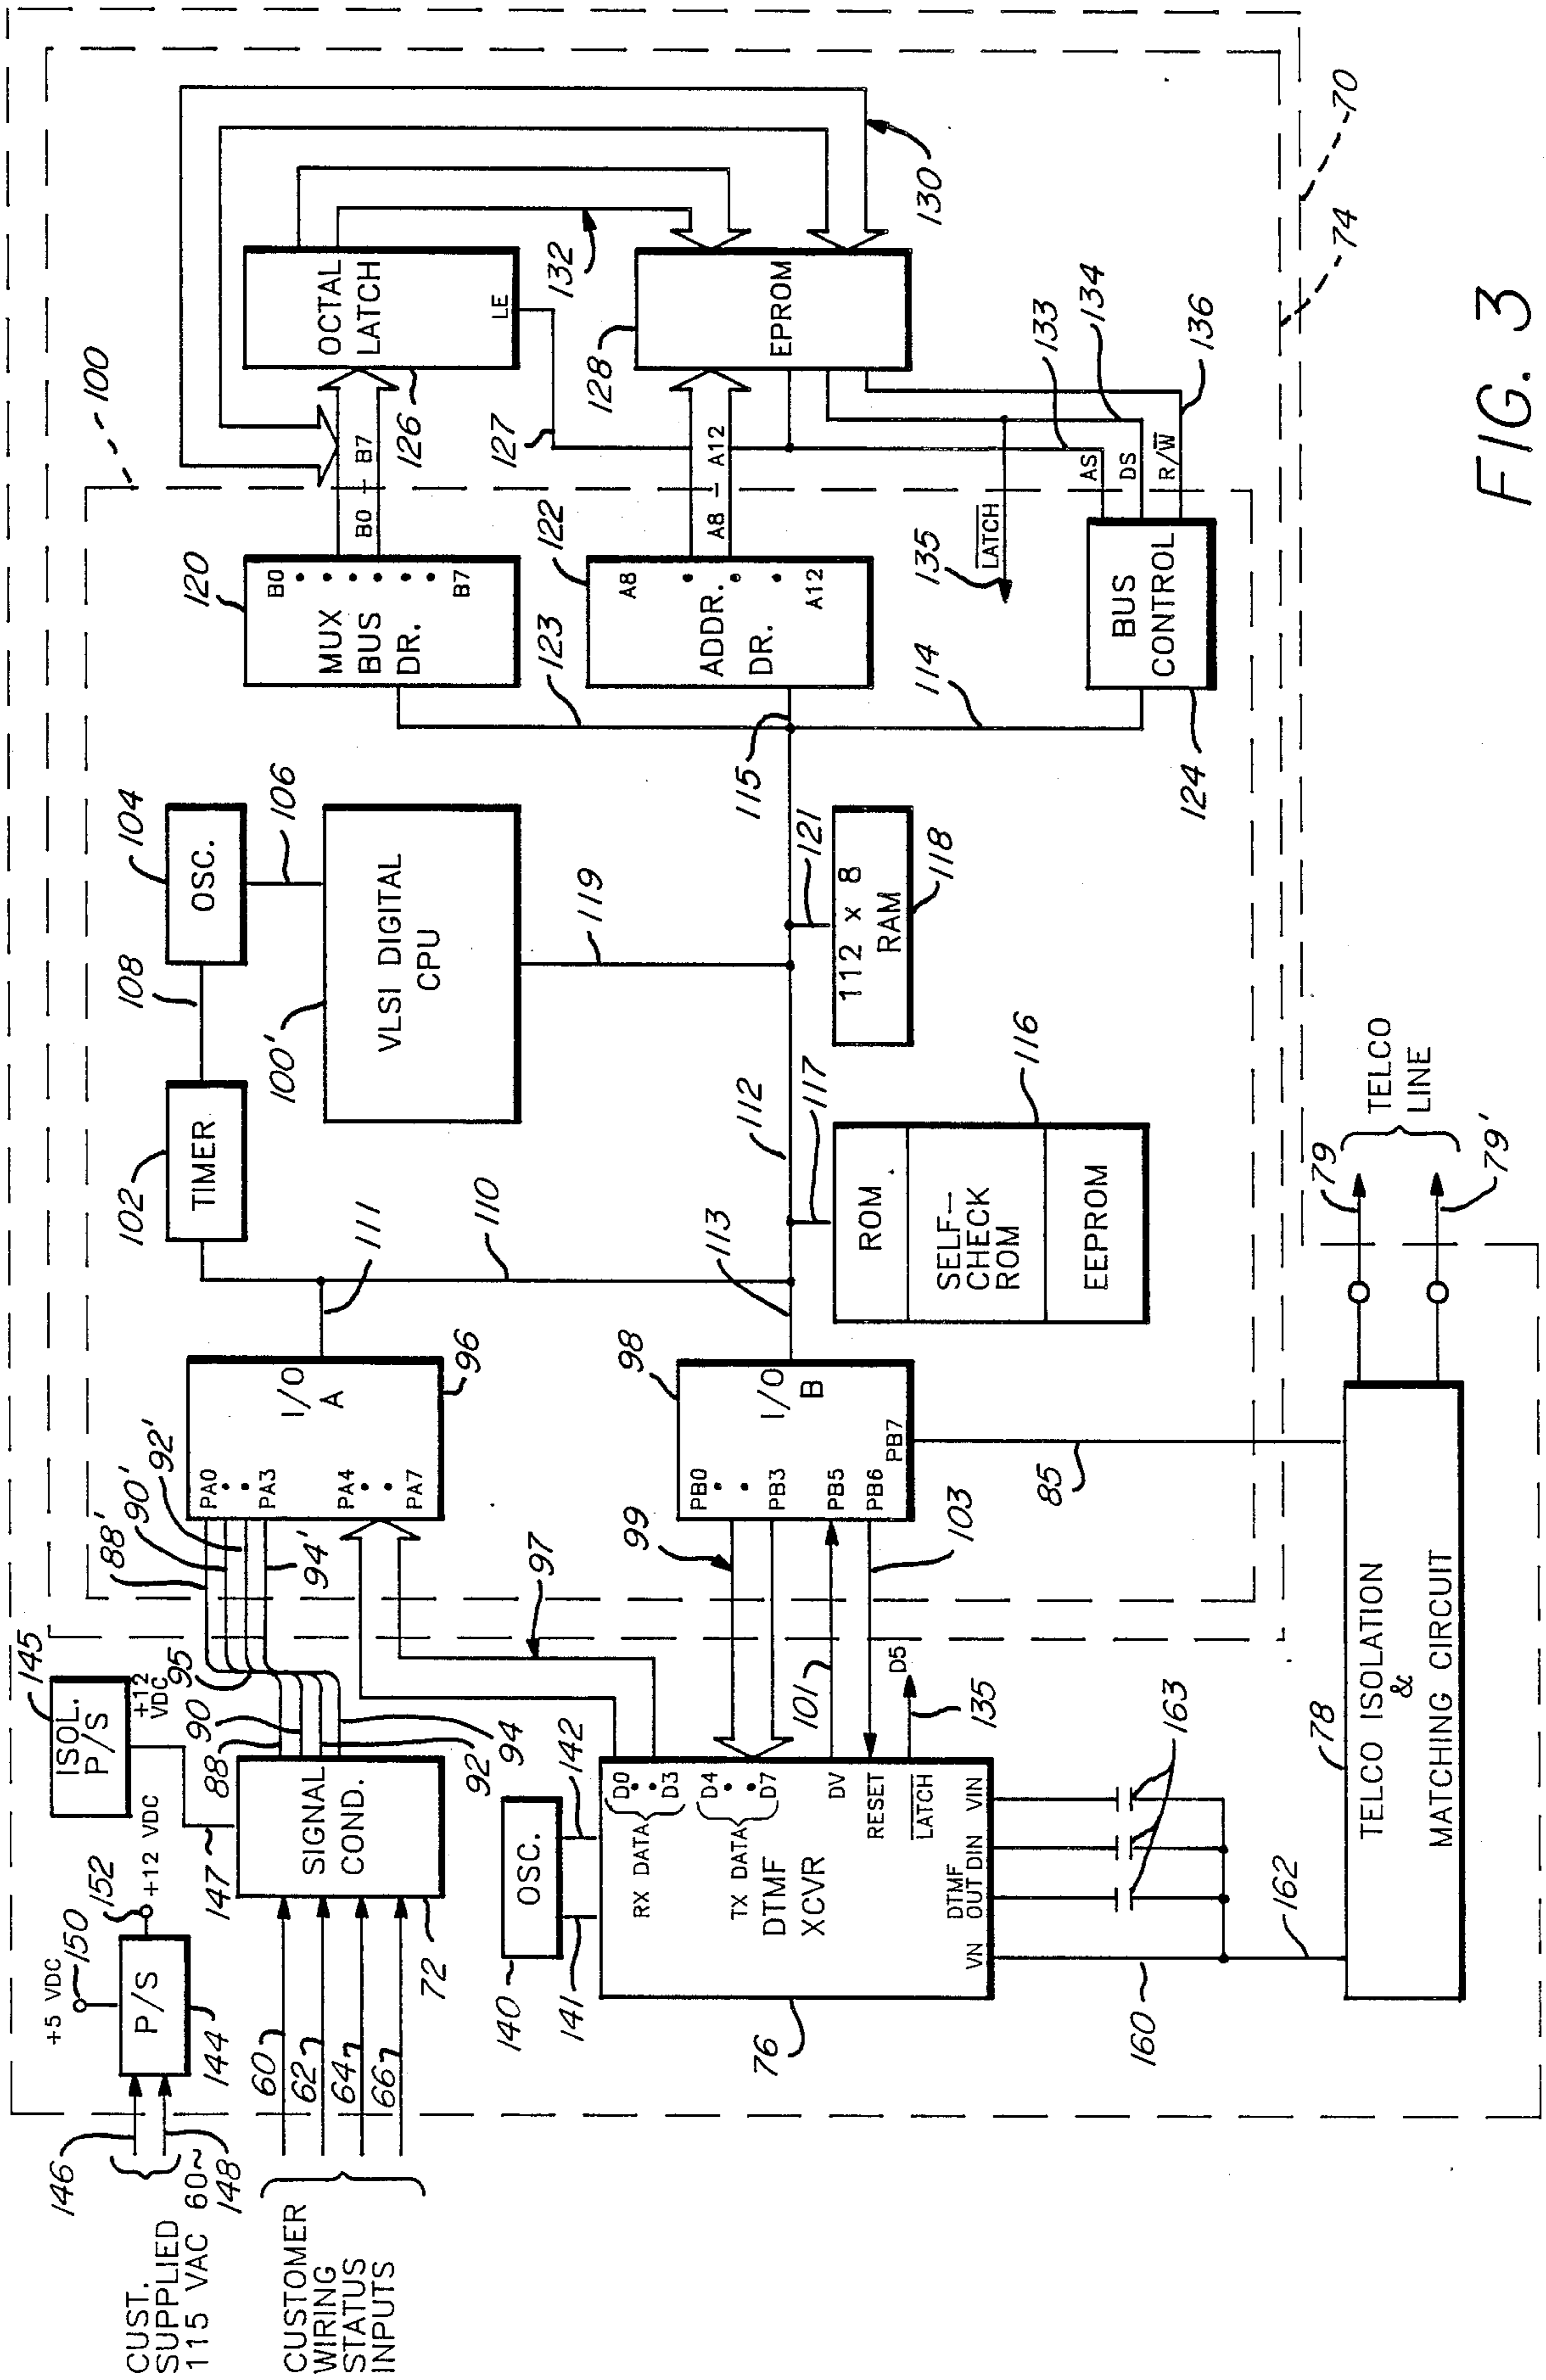 CUST.
SUPPLIED
115 VAC 60~
146
148
+5 VDC
150
152
+12 VDC
P/S
144
ISOL.
P/S
145
+12
VDC
147
CUSTOMER
WIRING
STATUS
INPUTS
60
62
64
66
SIGNAL
COND.
72
88
90
92
94
95
88'
90'
92'
94'
PA0
PA3
PA4
PA7
I/O
A
96
111
110
97
TIMER
102
108
OSC.
104
106
VLSI DIGITAL
CPU
100'
119
100
MUX
BUS
DR.
B0
B7
120
123
B0 - B7
OCTAL
LATCH
LE
126
127
132
130
ADDR.
DR.
A8
A12
122
A8 - A12
EPROM
128
115
114
LATCH
135
AS
DS
R/W
133
134
136
BUS
CONTROL
124
OSC.
140
141
142
D0
D3
RX DATA
D4
D7
TX DATA
DTMF
XCVR
DV
RESET
LATCH
VN
DTMF
OUT
DIN
VIN
76
99
101
103
D5
135
PB0
PB3
PB5
PB6
PB7
I/O
B
98
113
112
117
ROM
SELF-
CHECK
ROM
EEPROM
116
121
112 x 8
RAM
118
85
160
162
163
TELCO ISOLATION
&
MATCHING CIRCUIT
78
79
79'
TELCO
LINE
74
70
FIG. 3